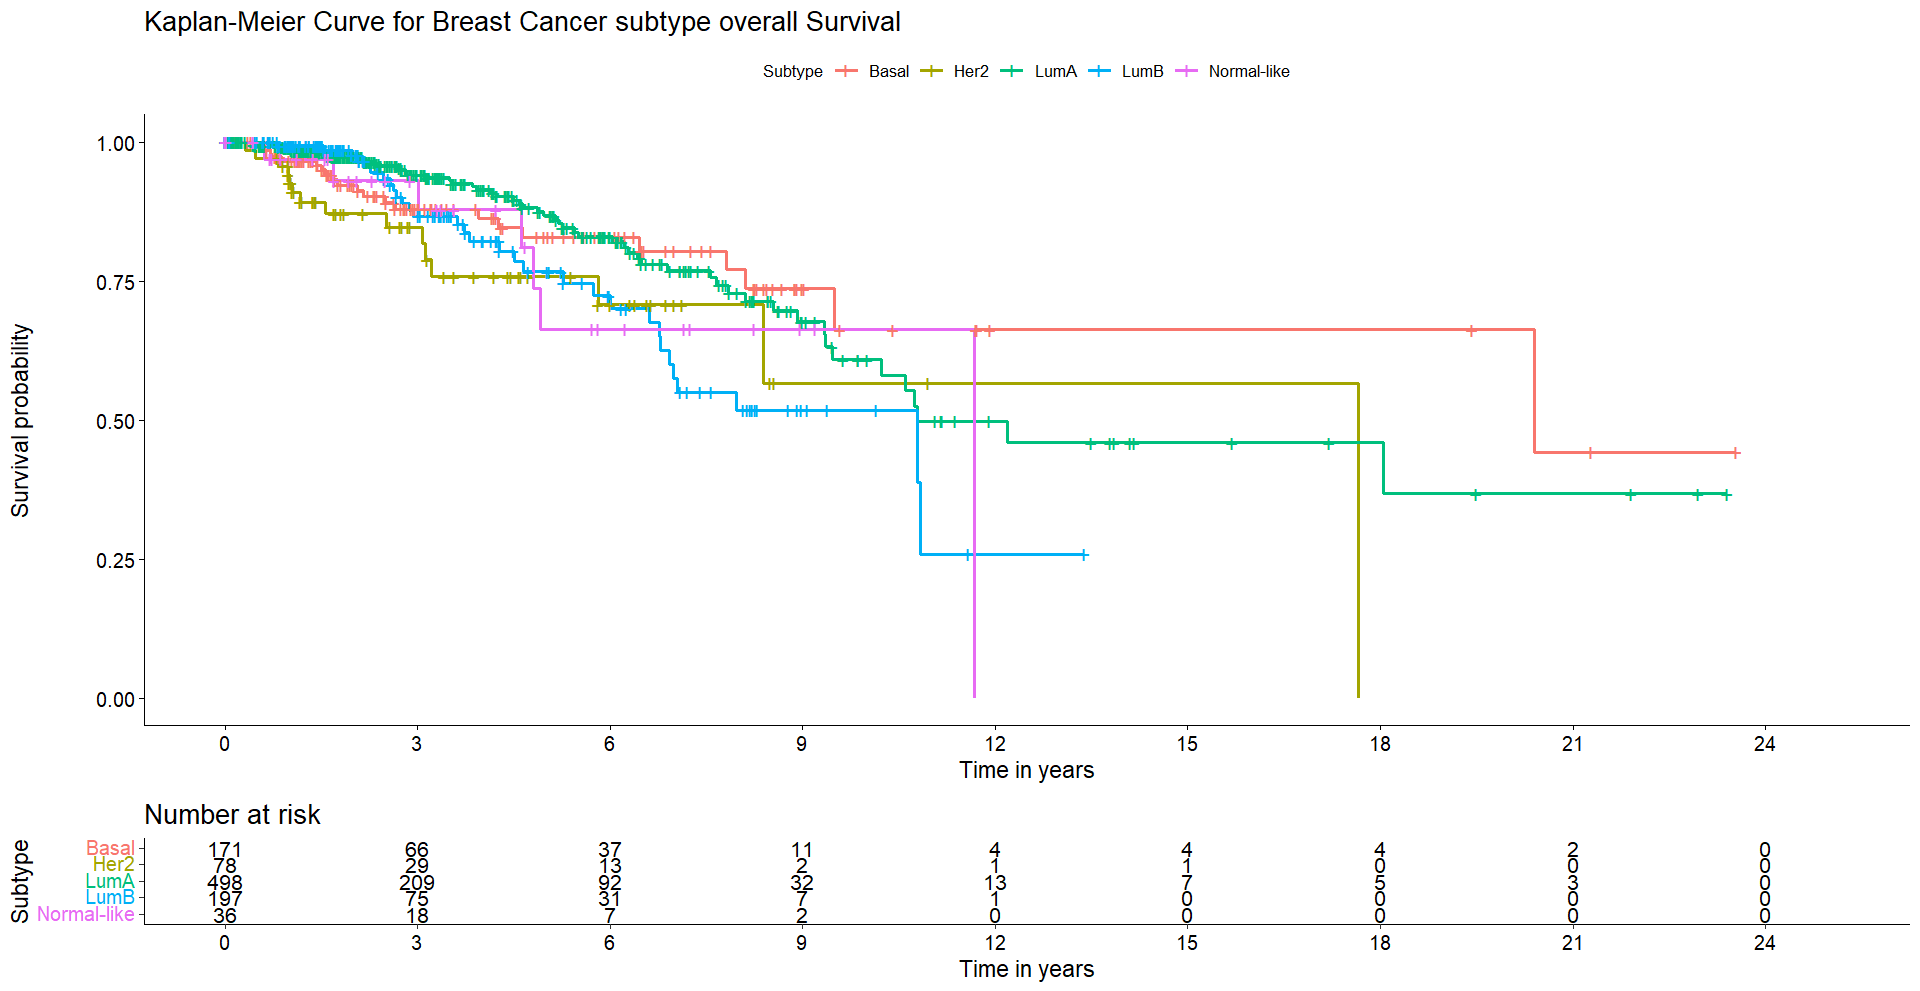 Kaplan-Meier Curve for Breast Cancer subtype overall Survival
Subtype Basal Her2 LumA LumB Normal-like
Survival probability
1.00
0.75
0.50
0.25
0.00
0 3 6 9 12 15 18 21 24
Time in years
Number at risk
Subtype
Basal 171 66 37 11 4 4 4 2 0
Her2 78 29 13 2 1 1 0 0 0
LumA 498 209 92 32 13 7 5 3 0
LumB 197 75 31 7 1 0 0 0 0
Normal-like 36 18 7 2 0 0 0 0 0
0 3 6 9 12 15 18 21 24
Time in years